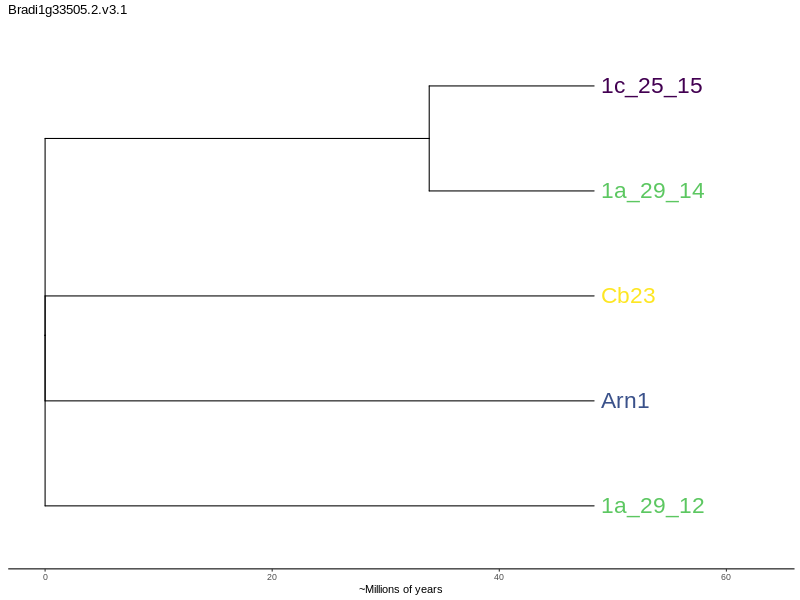 Bradi1g33505.2.v3.1
1c_25_15
1a_29_14
Cb23
Arn1
1a_29_12
0 20 40 60
~Millions of years